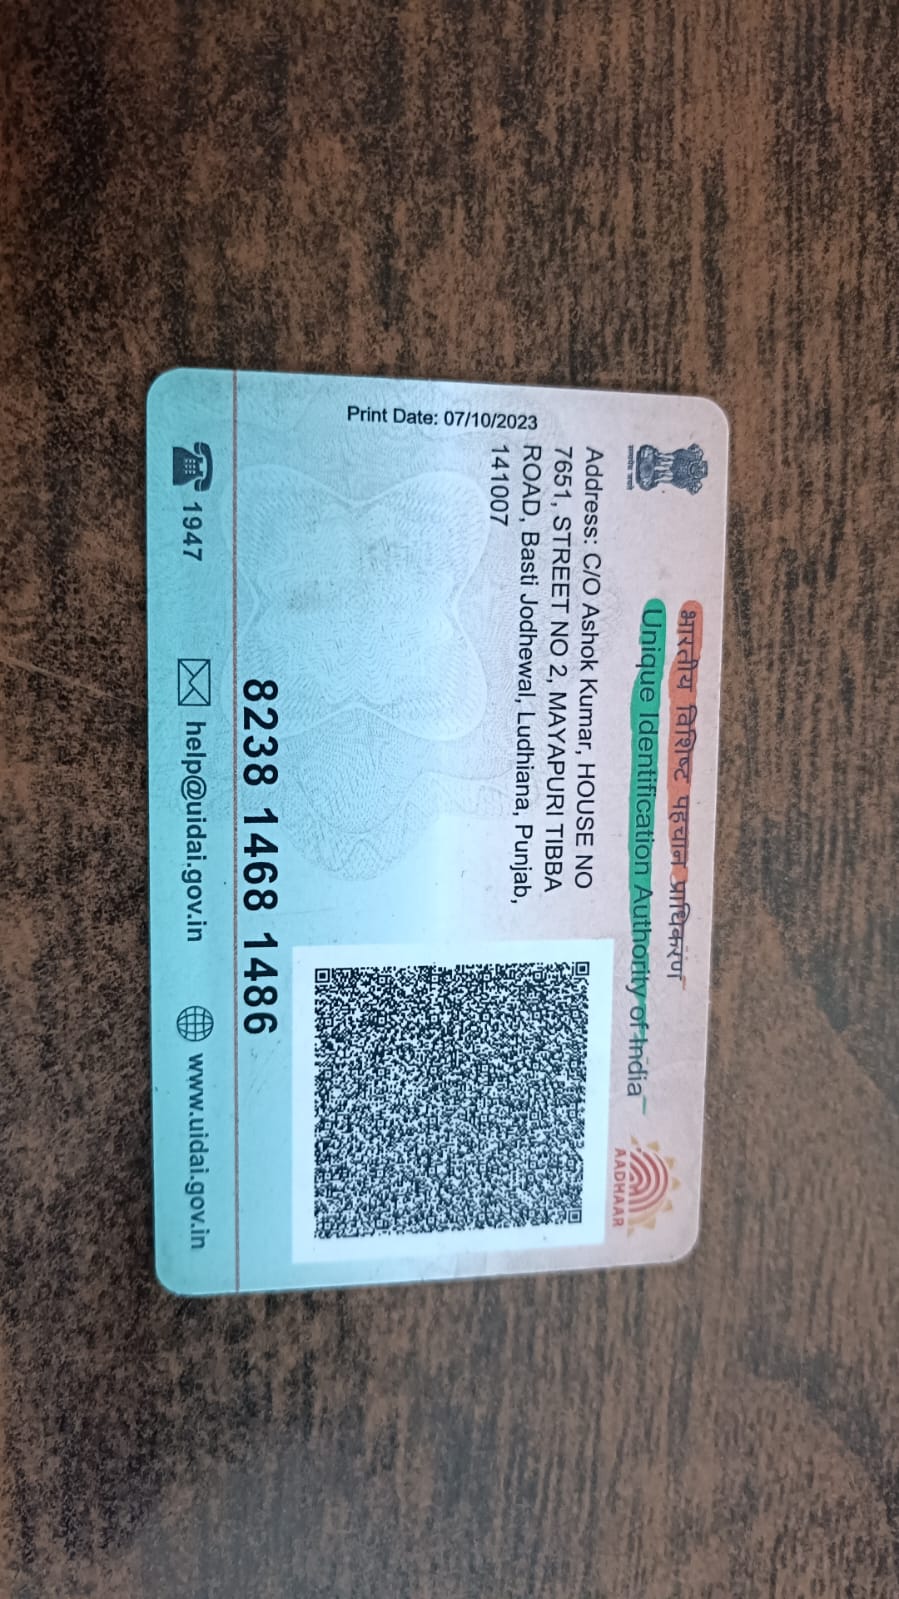 भारतीय विशिष्ट पहचान प्राधिकरण
Unique Identification Authority of India
AADHAAR
Print Date: 07/10/2023
Address: C/O Ashok Kumar, HOUSE NO
7651, STREET NO 2, MAYAPURI TIBBA
ROAD, Basti Jodhewal, Ludhiana, Punjab,
141007
8238 1468 1486
1947 help@uidai.gov.in www.uidai.gov.in